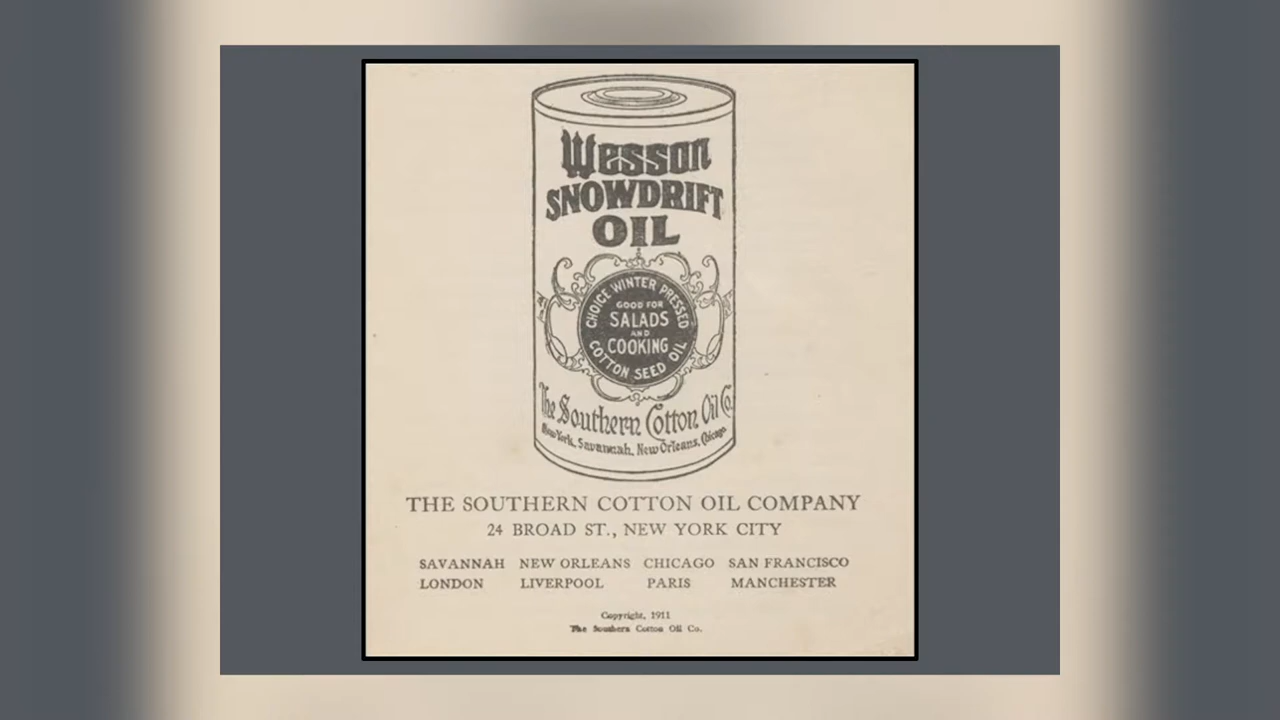 Wesson
SNOWDRIFT
OIL
CHOICE WINTER PRESSED
GOOD FOR
SALADS
AND
COOKING
COTTON SEED OIL
The Southern Cotton Oil Co.
New York, Savannah, New Orleans, Chicago
THE SOUTHERN COTTON OIL COMPANY
24 BROAD ST., NEW YORK CITY
SAVANNAH NEW ORLEANS CHICAGO SAN FRANCISCO
LONDON LIVERPOOL PARIS MANCHESTER
Copyright, 1911
The Southern Cotton Oil Co.